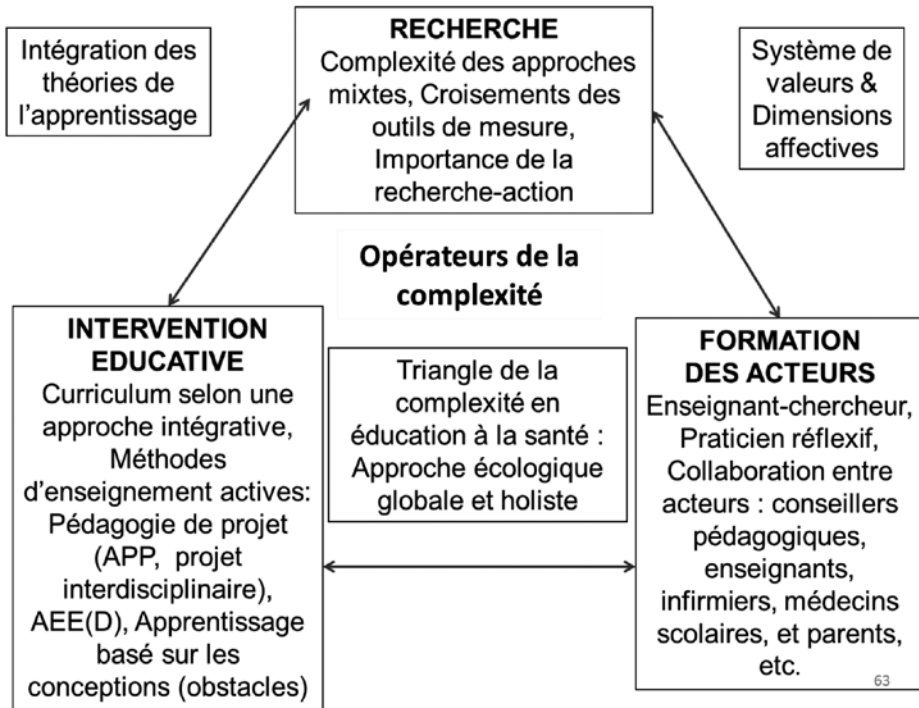 Intégration des
théories de
l'apprentissage
RECHERCHE
Complexité des approches
mixtes, Croisements des
outils de mesure,
Importance de la
recherche-action
Système de
valeurs &
Dimensions
affectives
Opérateurs de la
complexité
INTERVENTION
EDUCATIVE
Curriculum selon une
approche intégrative,
Méthodes
d'enseignement actives:
Pédagogie de projet
(APP, projet
interdisciplinaire),
AEE(D), Apprentissage
basé sur les
conceptions (obstacles)
Triangle de la
complexité en
éducation à la santé :
Approche écologique
globale et holiste
FORMATION
DES ACTEURS
Enseignant-chercheur,
Praticien réflexif,
Collaboration entre
acteurs : conseillers
pédagogiques,
enseignants,
infirmiers, médecins
scolaires, et parents,
etc.
63